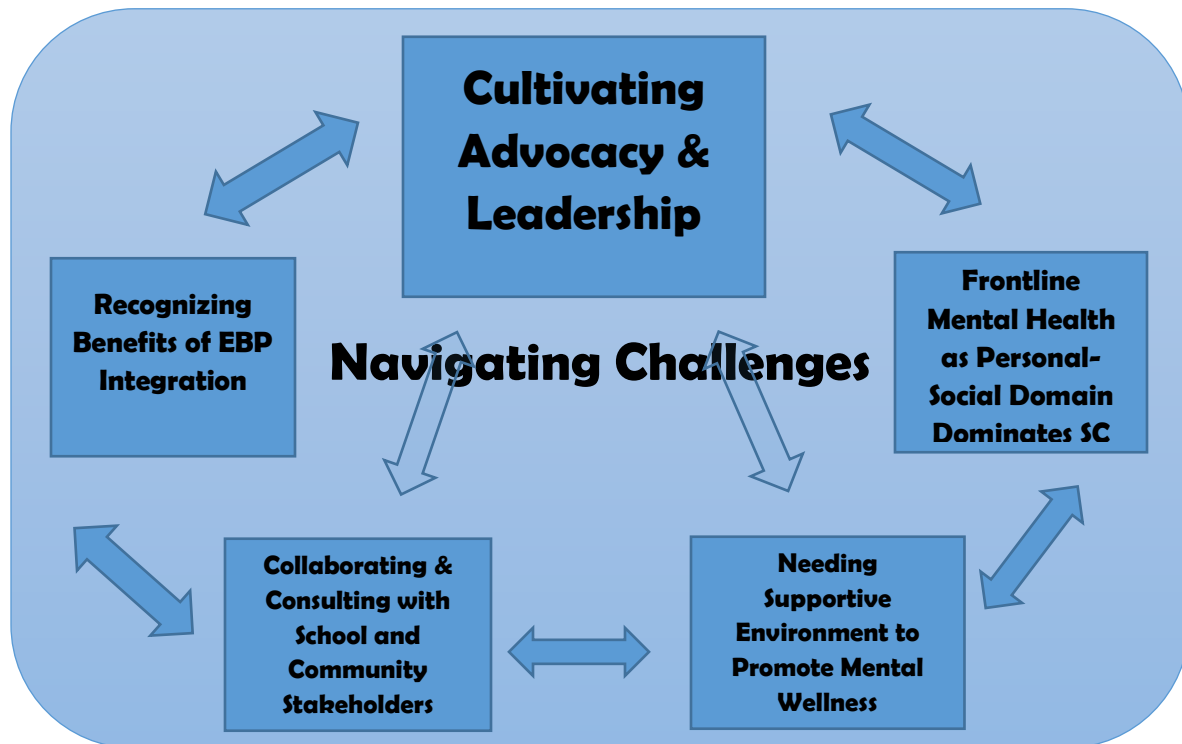 Cultivating
Advocacy &
Leadership
Recognizing
Benefits of EBP
Integration
Navigating Challenges
Frontline
Mental Health
as Personal-
Social Domain
Dominates SC
Collaborating &
Consulting with
School and
Community
Stakeholders
Needing
Supportive
Environment to
Promote Mental
Wellness